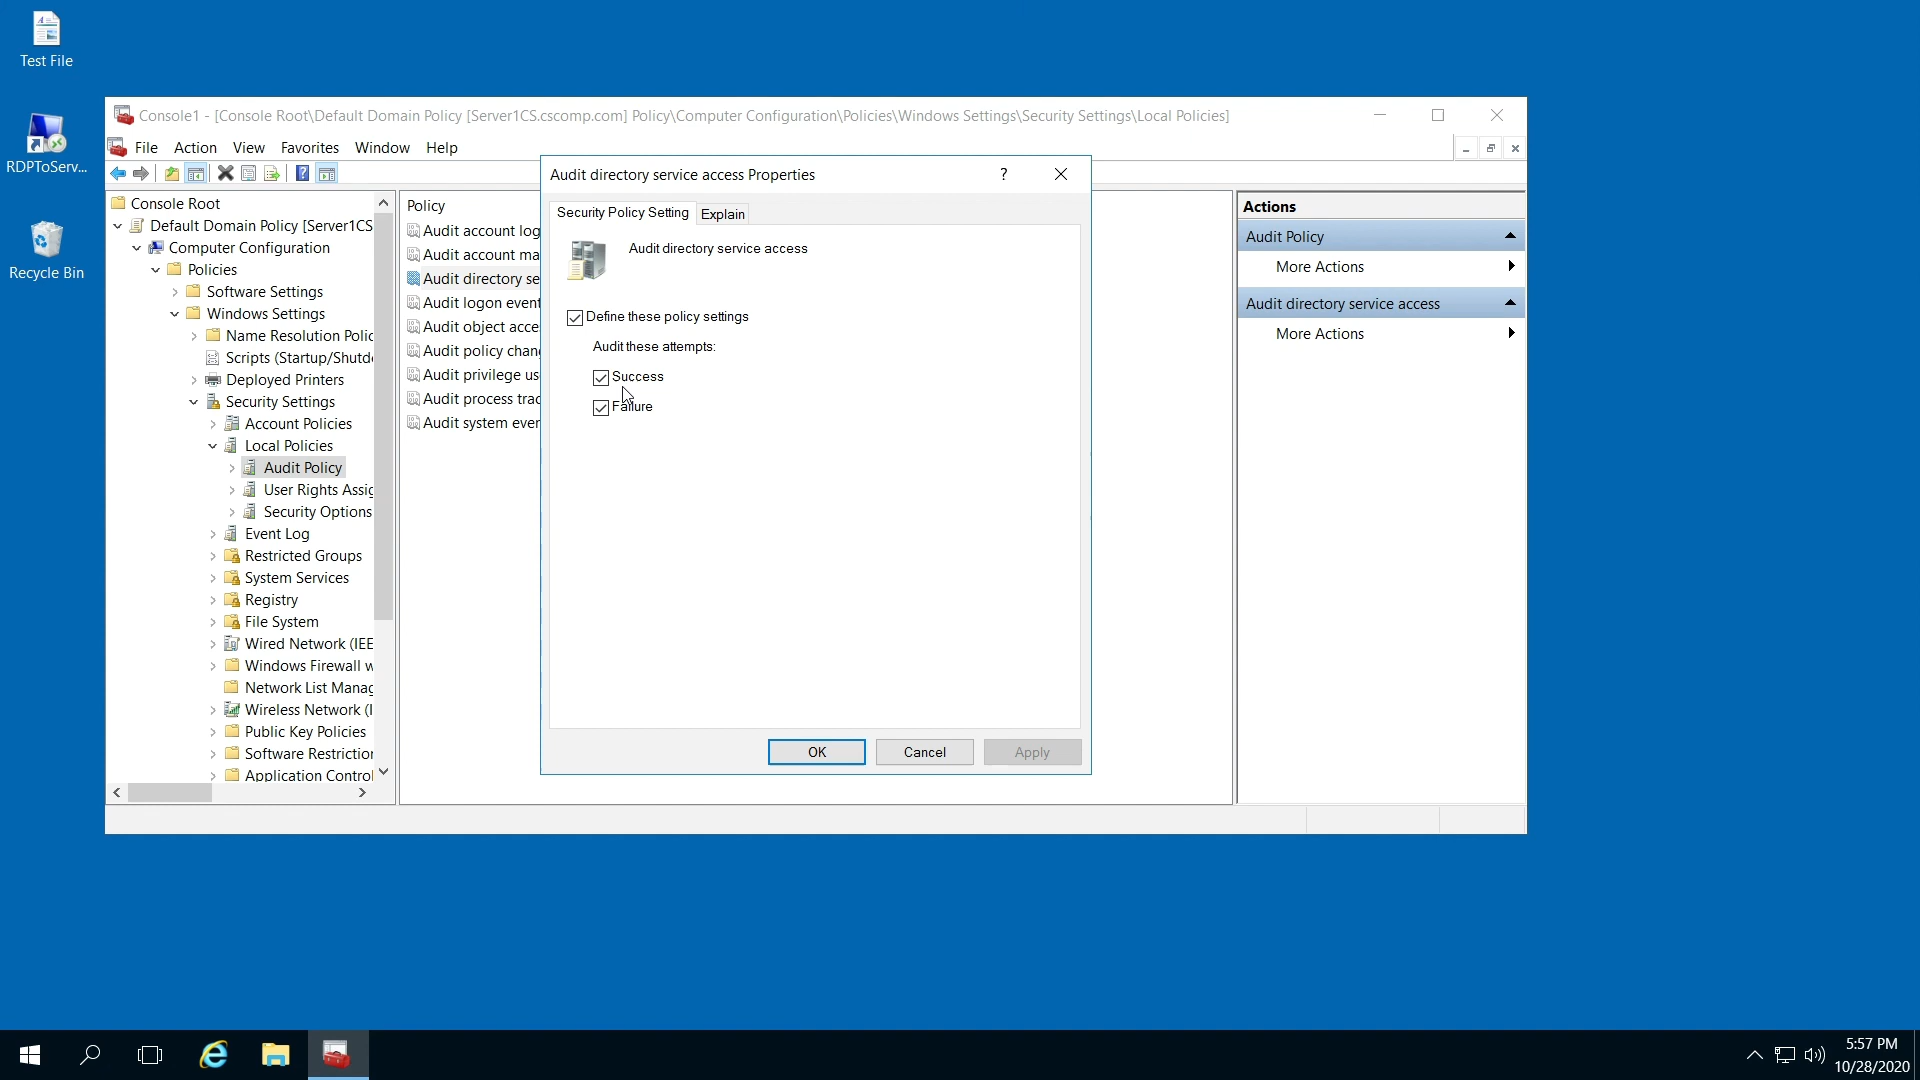 Test File
RDPToServ...
Recycle Bin
Console1 - [Console Root\Default Domain Policy [Server1CS.cscomp.com] Policy\Computer Configuration\Policies\Windows Settings\Security Settings\Local Policies]
File Action View Favorites Window Help
Console Root
Default Domain Policy [Server1CS
Computer Configuration
Policies
Software Settings
Windows Settings
Name Resolution Polic
Scripts (Startup/Shutd
Deployed Printers
Security Settings
Account Policies
Local Policies
Audit Policy
User Rights Assig
Security Options
Event Log
Restricted Groups
System Services
Registry
File System
Wired Network (IEE
Windows Firewall w
Network List Manag
Wireless Network (I
Public Key Policies
Software Restriction
Application Control
Policy
Audit account log
Audit account ma
Audit directory se
Audit logon event
Audit object acce
Audit policy chang
Audit privilege us
Audit process trac
Audit system even
Audit directory service access Properties
?
Security Policy Setting Explain
Audit directory service access
Define these policy settings
Audit these attempts:
Success
Failure
OK Cancel Apply
Actions
Audit Policy
More Actions
Audit directory service access
More Actions
5:57 PM
10/28/2020